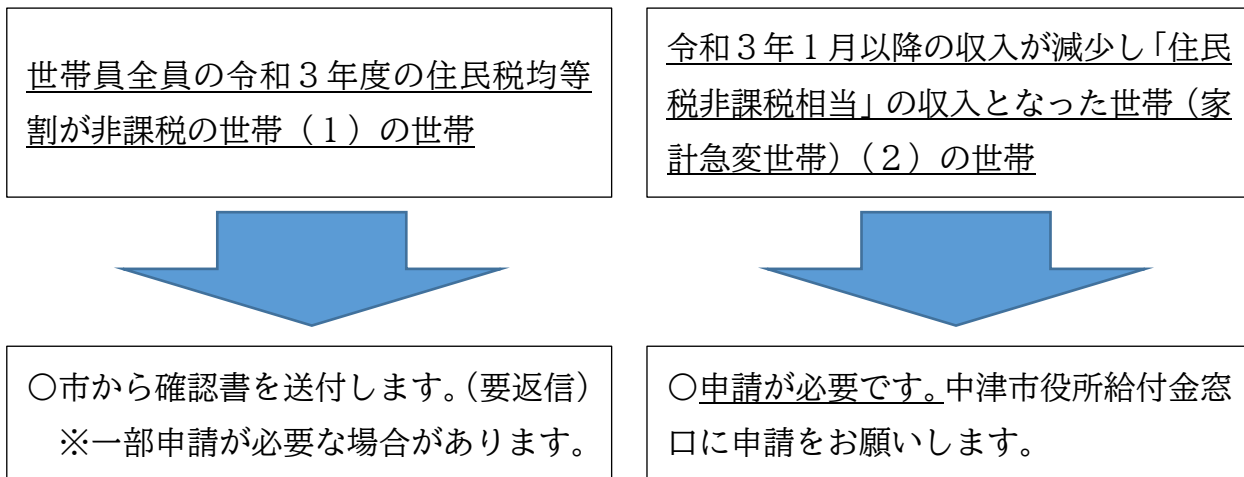 世帯員全員の令和３年度の住民税均等
割が非課税の世帯（１）の世帯
令和３年１月以降の収入が減少し「住民
税非課税相当」の収入となった世帯（家
計急変世帯）（２）の世帯
○市から確認書を送付します。（要返信）
※一部申請が必要な場合があります。
○申請が必要です。中津市役所給付金窓
口に申請をお願いします。